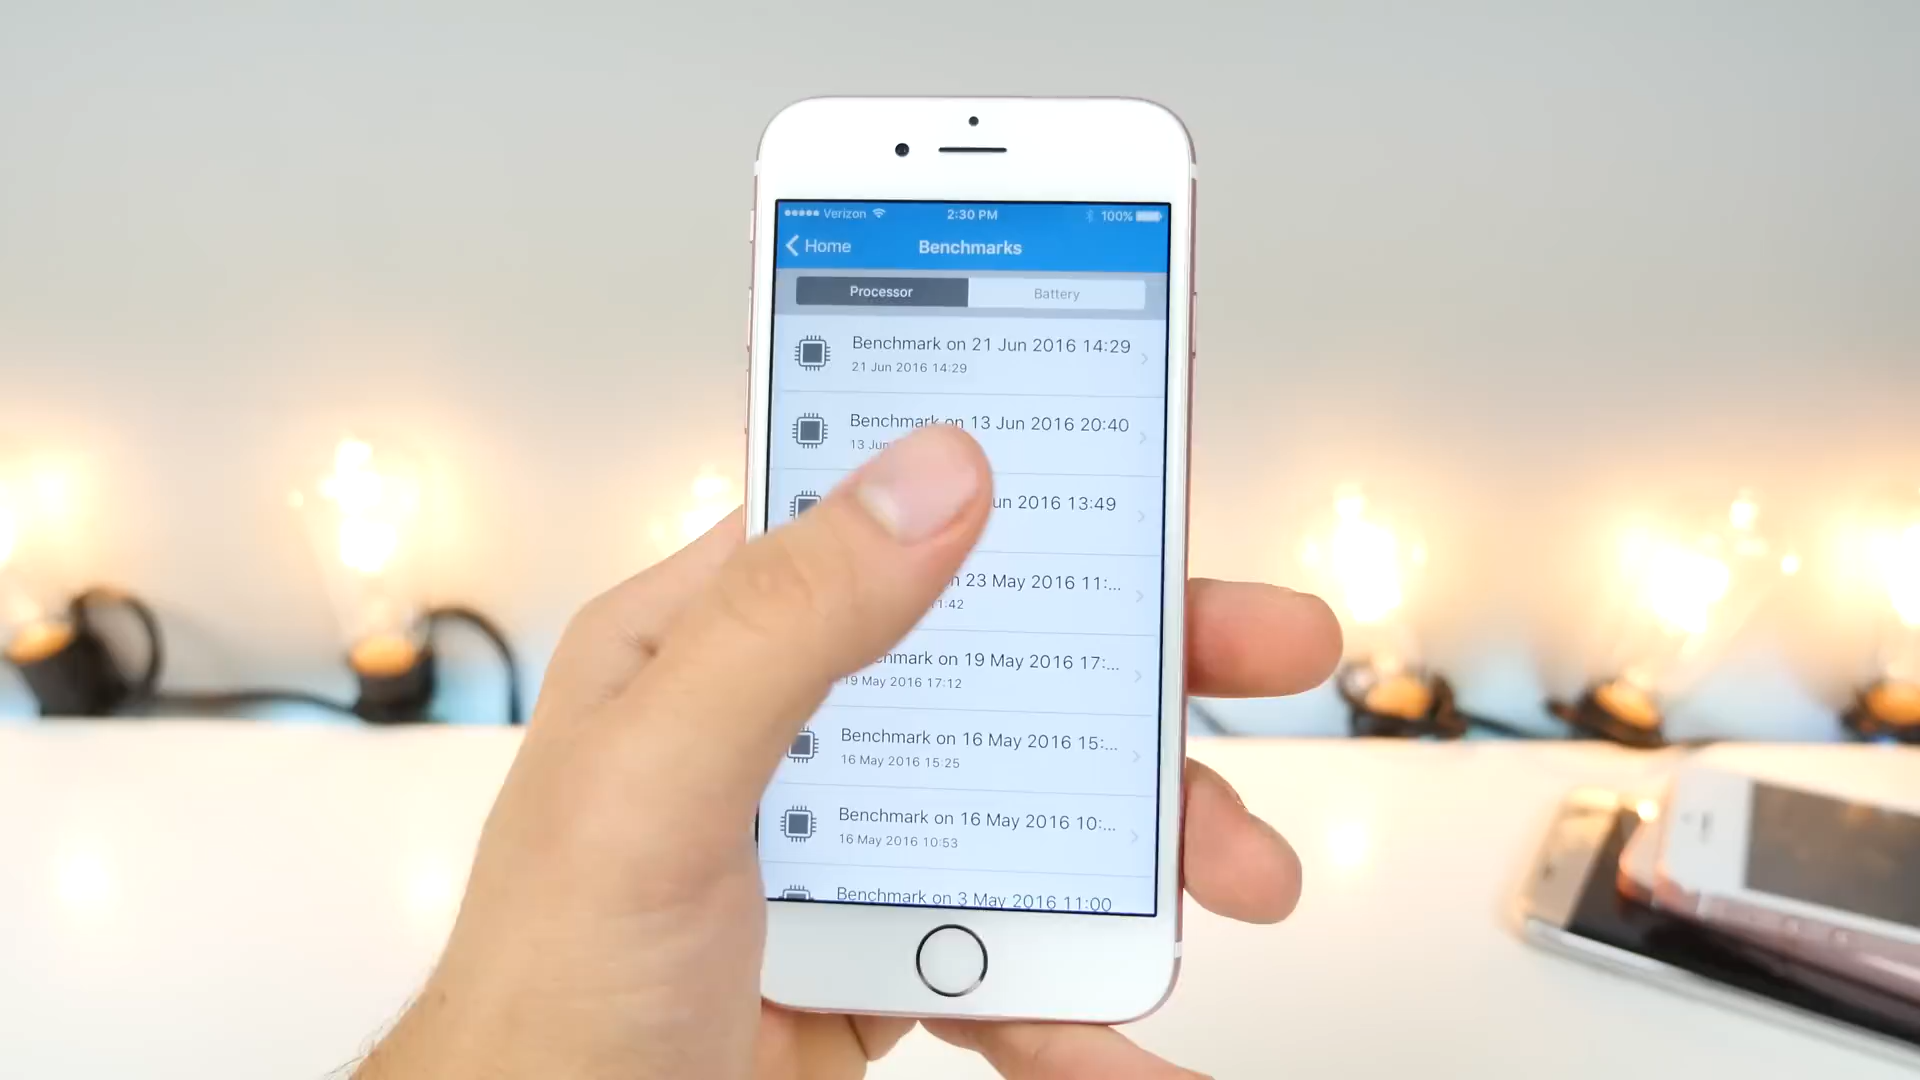 Verizon 2:30 PM 100%
Home Benchmarks
Processor Battery
Benchmark on 21 Jun 2016 14:29
21 Jun 2016 14:29
Benchmark on 13 Jun 2016 20:40
13 Jun
2016 13:49
23 May 2016 11:...
19 May 2016 17:...
on 19 May 2016 17:12
Benchmark on 16 May 2016 15:...
16 May 2016 15:25
Benchmark on 16 May 2016 10:...
16 May 2016 10:53
Benchmark on 3 May 2016 11:00